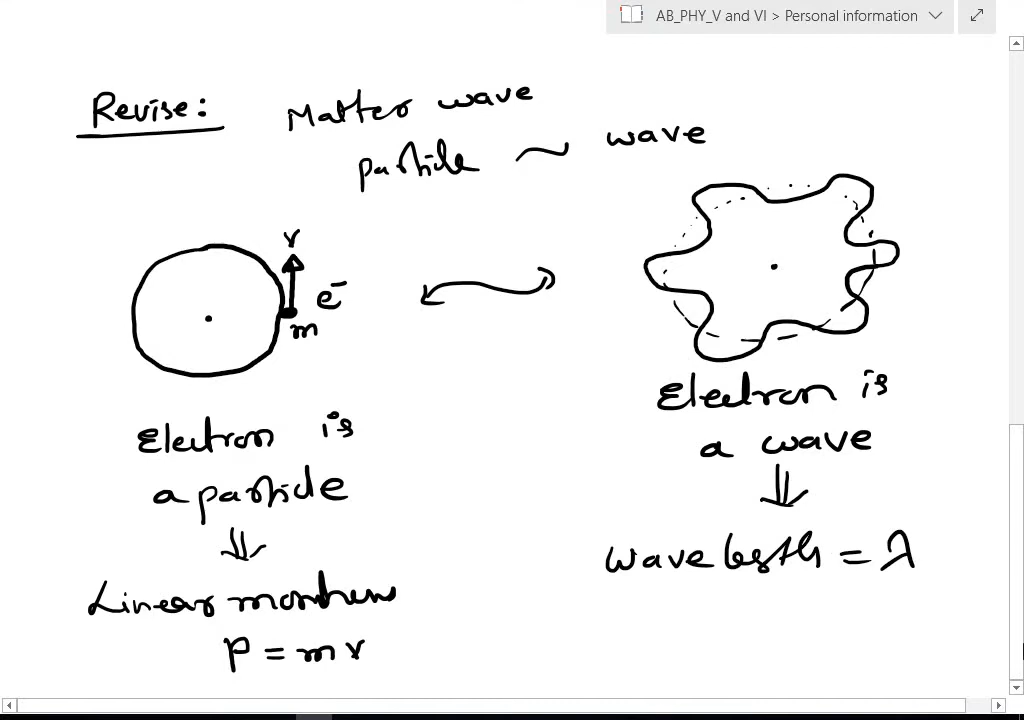 AB_PHY_V and VI > Personal information
Revise: Matter wave
particle ~ wave
v
e-
m
Electron is
a particle
⇓
Linear momentum
P = mv
Electron is
a wave
⇓
wavelength = λ